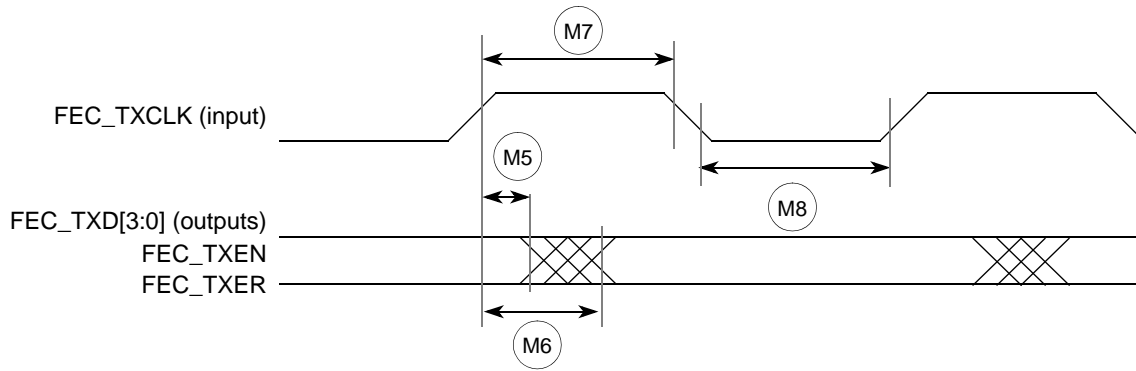 M7
FEC_TXCLK (input)
M5
M8
FEC_TXD[3:0] (outputs)
FEC_TXEN
FEC_TXER
M6